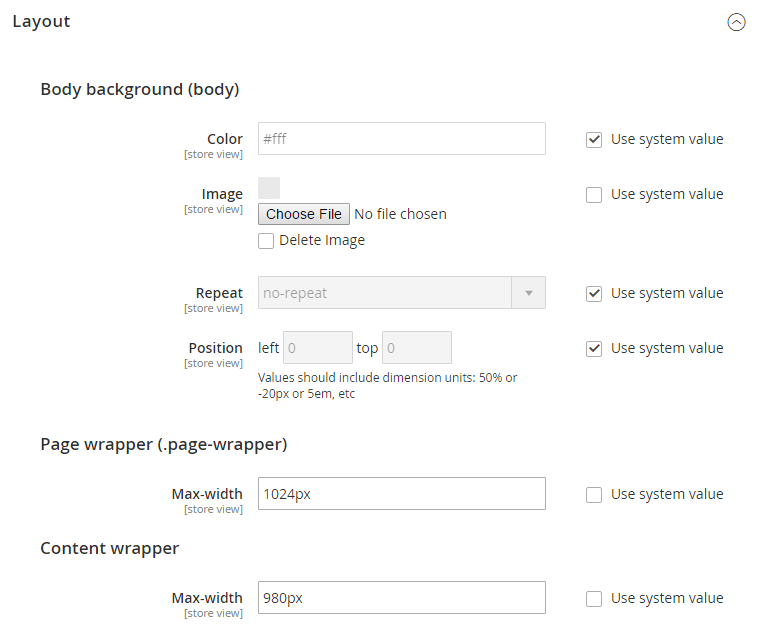 Layout
Body background (body)
Color #fff Use system value
[store view]
Image Use system value
[store view]
Choose File No file chosen
Delete Image
Repeat no-repeat Use system value
[store view]
Position left 0 top 0 Use system value
[store view]
Values should include dimension units: 50% or
-20px or 5em, etc
Page wrapper (.page-wrapper)
Max-width 1024px Use system value
[store view]
Content wrapper
Max-width 980px Use system value
[store view]